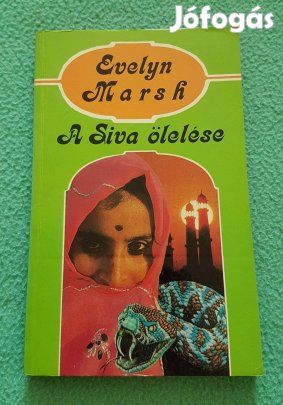 Jófogás
Evelyn
Marsh
A Siva ölelése